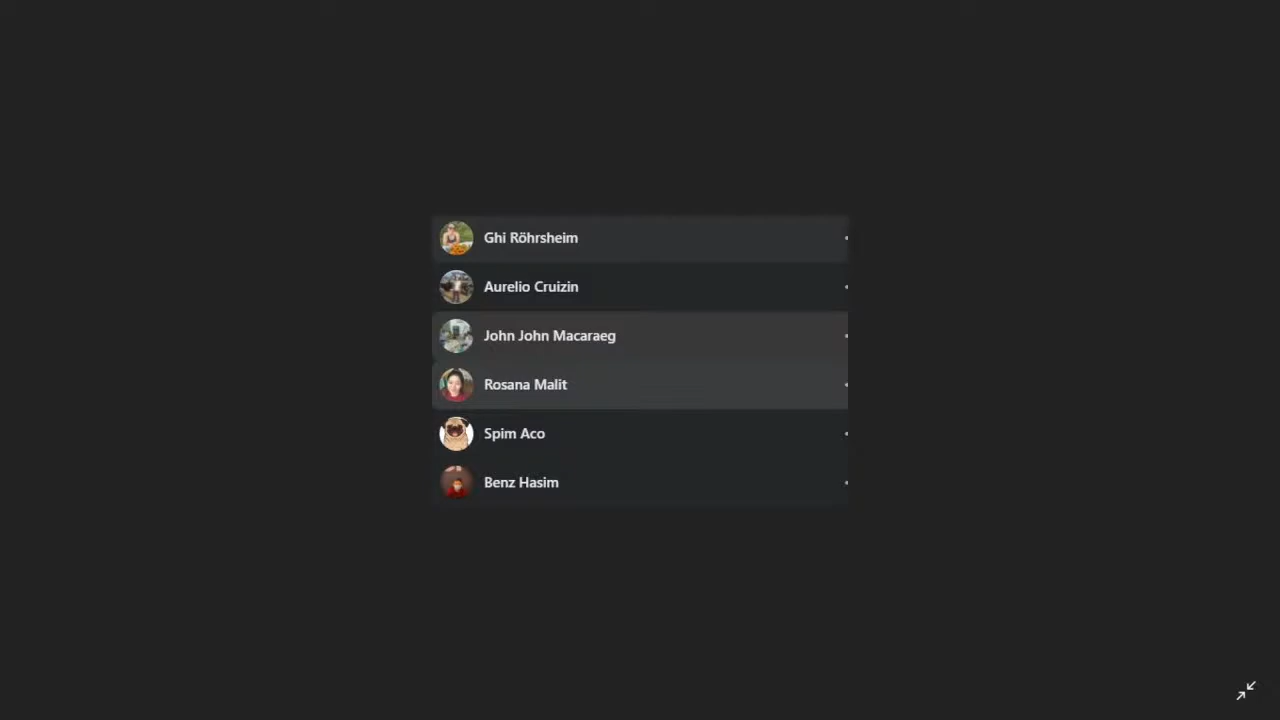 Ghi Röhrsheim
Aurelio Cruizin
John John Macaraeg
Rosana Malit
Spim Aco
Benz Hasim